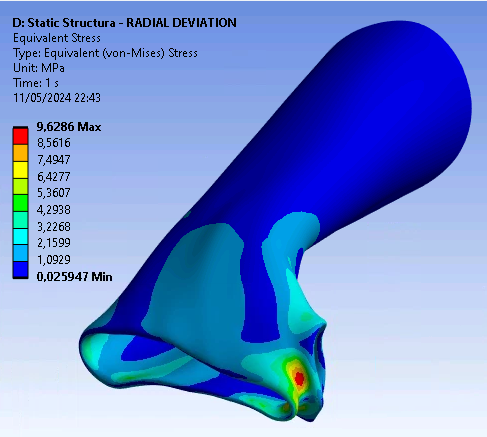 D: Static Structura - RADIAL DEVIATION
Equivalent Stress
Type: Equivalent (von-Mises) Stress
Unit: MPa
Time: 1 s
11/05/2024 22:43
9,6286 Max
8,5616
7,4947
6,4277
5,3607
4,2938
3,2268
2,1599
1,0929
0,025947 Min